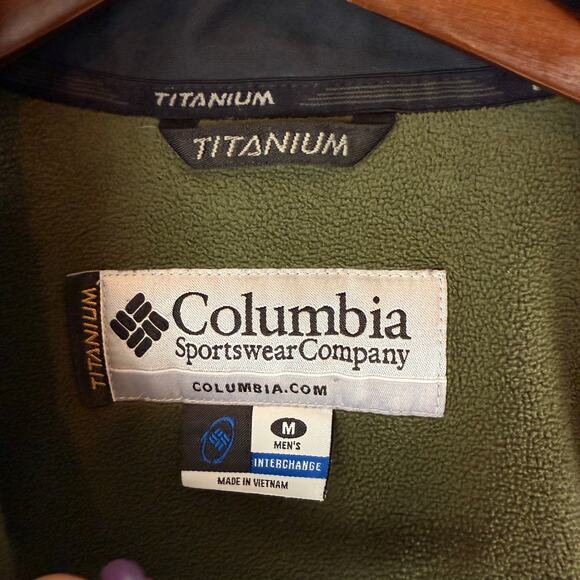 TITANIUM
TITANIUM
TITANIUM
Columbia
Sportswear Company
COLUMBIA.COM
M
MEN'S
INTERCHANGE
MADE IN VIETNAM